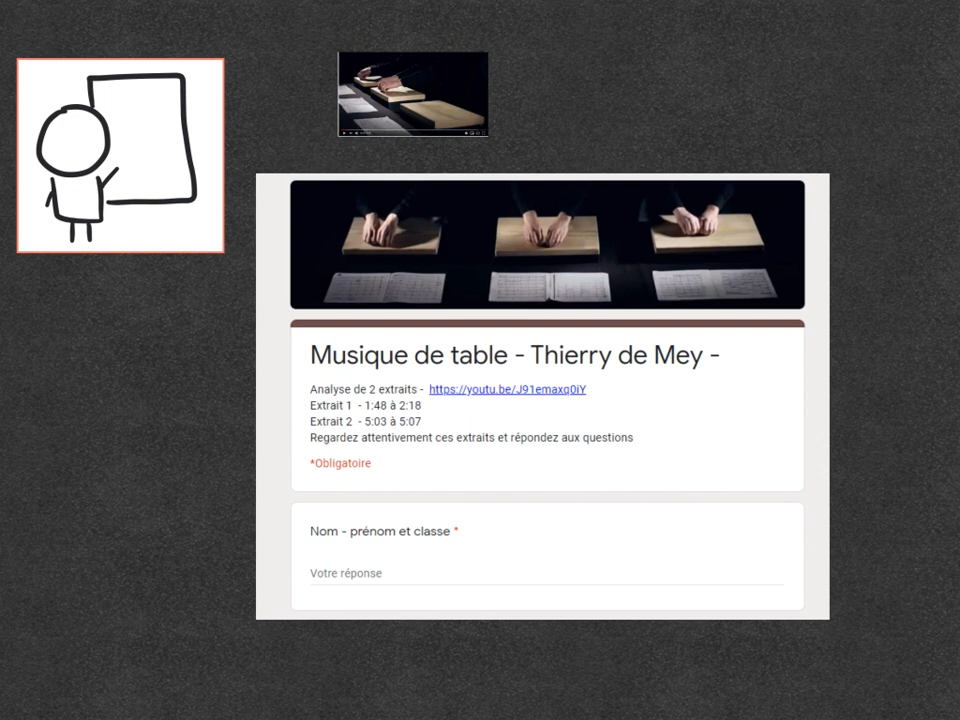 Musique de table - Thierry de Mey -
Analyse de 2 extraits - https://youtu.be/J91emaxq0iY
Extrait 1 - 1:48 à 2:18
Extrait 2 - 5:03 à 5:07
Regardez attentivement ces extraits et répondez aux questions
*Obligatoire
Nom - prénom et classe *
Votre réponse